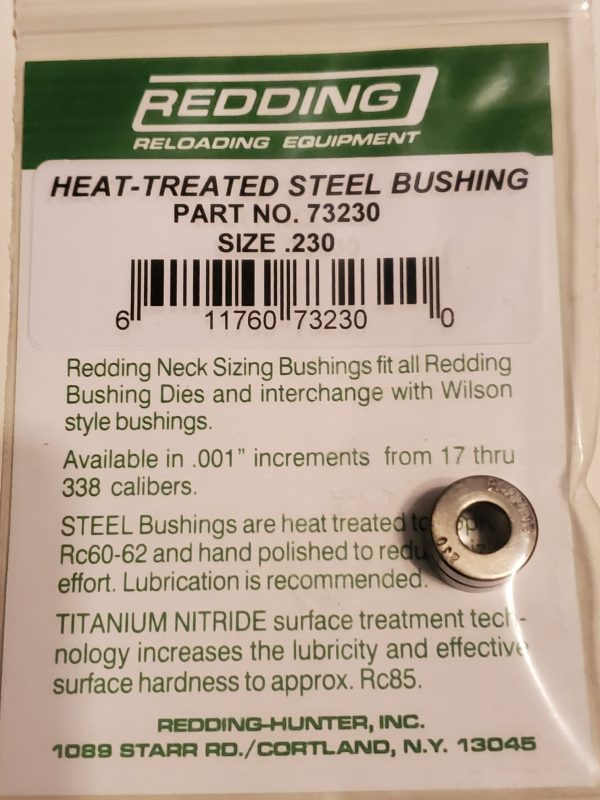 REDDING
RELOADING EQUIPMENT
HEAT-TREATED STEEL BUSHING
PART NO. 73230
SIZE .230
6 11760 73230 0
Redding Neck Sizing Bushings fit all Redding
Bushing Dies and interchange with Wilson
style bushings.
Available in .001" increments from 17 thru
338 calibers.
STEEL Bushings are heat treated
Rc60-62 and hand polished to
effort. Lubrication is recommended.
TITANIUM NITRIDE surface treatment tech-
nology increases the lubricity and effective
surface hardness to approx. Rc85.
REDDING-HUNTER, INC.
1089 STARR RD./CORTLAND, N.Y. 13045
REDDING
230